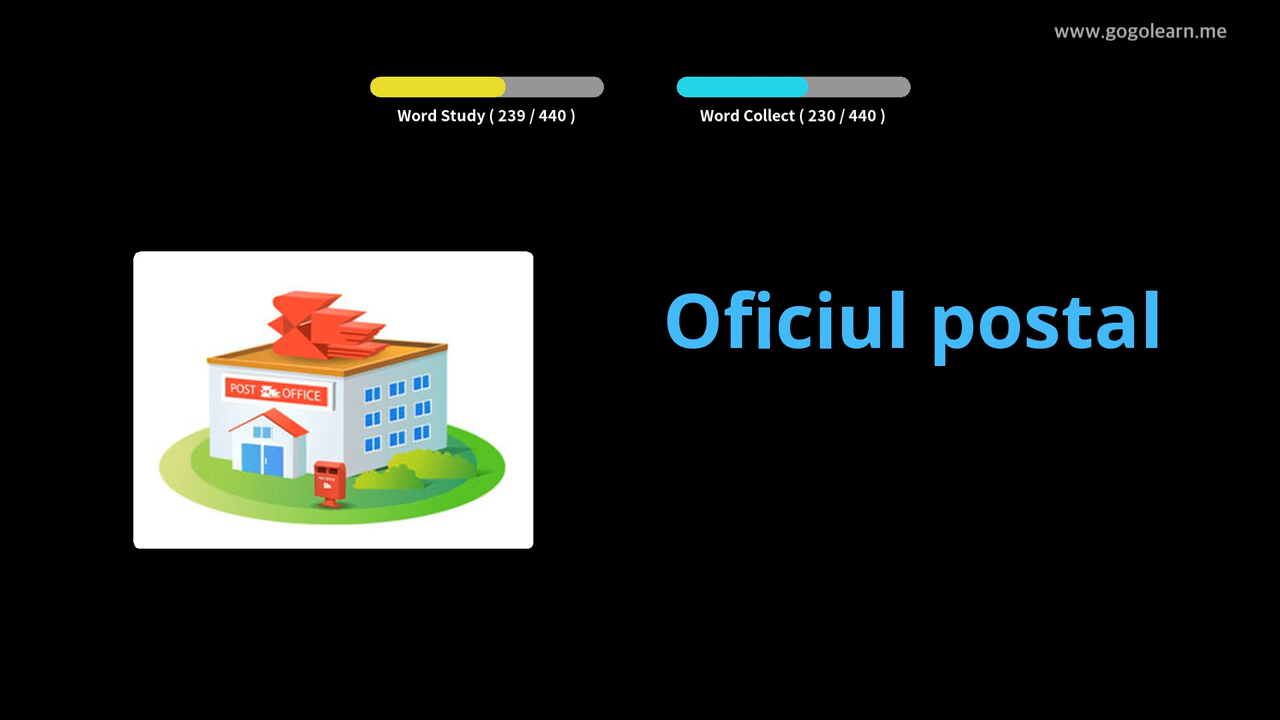 www.gogolearn.me
Word Study ( 239 / 440 )
Word Collect ( 230 / 440 )
Oficiul postal
POST OFFICE